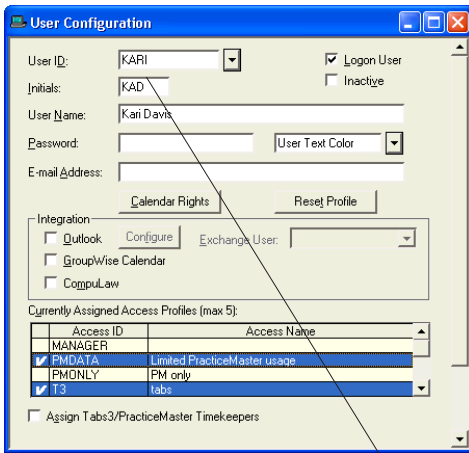 User Configuration
User ID: KARI Logon User
Initials: KAD Inactive
User Name: Kari Davis
Password: User Text Color
E-mail Address:
Calendar Rights Reset Profile
Integration
Outlook Configure Exchange User:
GroupWise Calendar
CompuLaw
Currently Assigned Access Profiles (max 5):
Access ID Access Name
MANAGER
PMDATA Limited PracticeMaster usage
PMONLY PM only
T3 tabs
Assign Tabs3/PracticeMaster Timekeepers